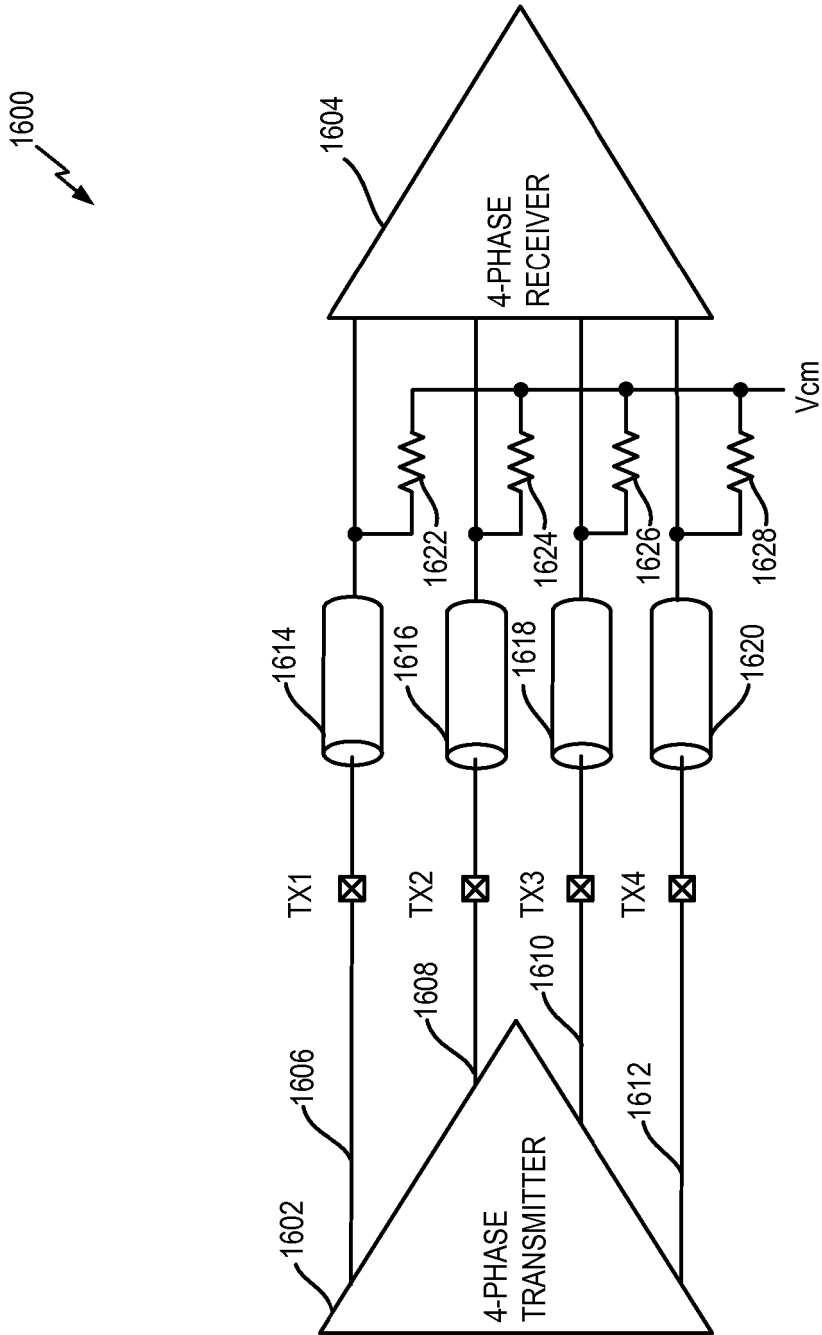 1600
1602
4-PHASE
TRANSMITTER
1606
1608
1610
1612
TX1
TX2
TX3
TX4
1614
1616
1618
1620
1622
1624
1626
1628
Vcm
4-PHASE
RECEIVER
1604